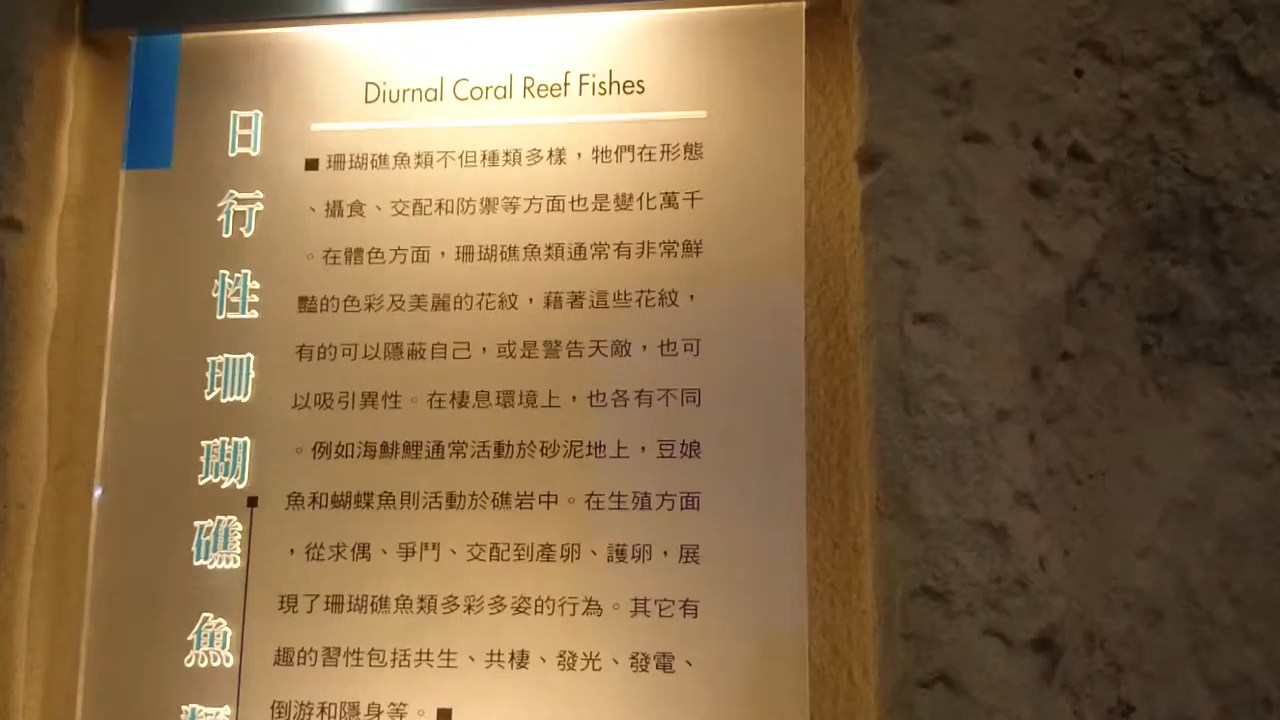 Diurnal Coral Reef Fishes
日行性珊瑚礁魚類
■珊瑚礁魚類不但種類多樣，牠們在形態
、攝食、交配和防禦等方面也是變化萬千
。在體色方面，珊瑚礁魚類通常有非常鮮
豔的色彩及美麗的花紋，藉著這些花紋，
有的可以隱蔽自己，或是警告天敵，也可
以吸引異性。在棲息環境上，也各有不同
。例如海鯡鯉通常活動於砂泥地上，豆娘
魚和蝴蝶魚則活動於礁岩中。在生殖方面
，從求偶、爭鬥、交配到產卵、護卵，展
現了珊瑚礁魚類多彩多姿的行為。其它有
趣的習性包括共生、共棲、發光、發電、
倒游和隱身等。■